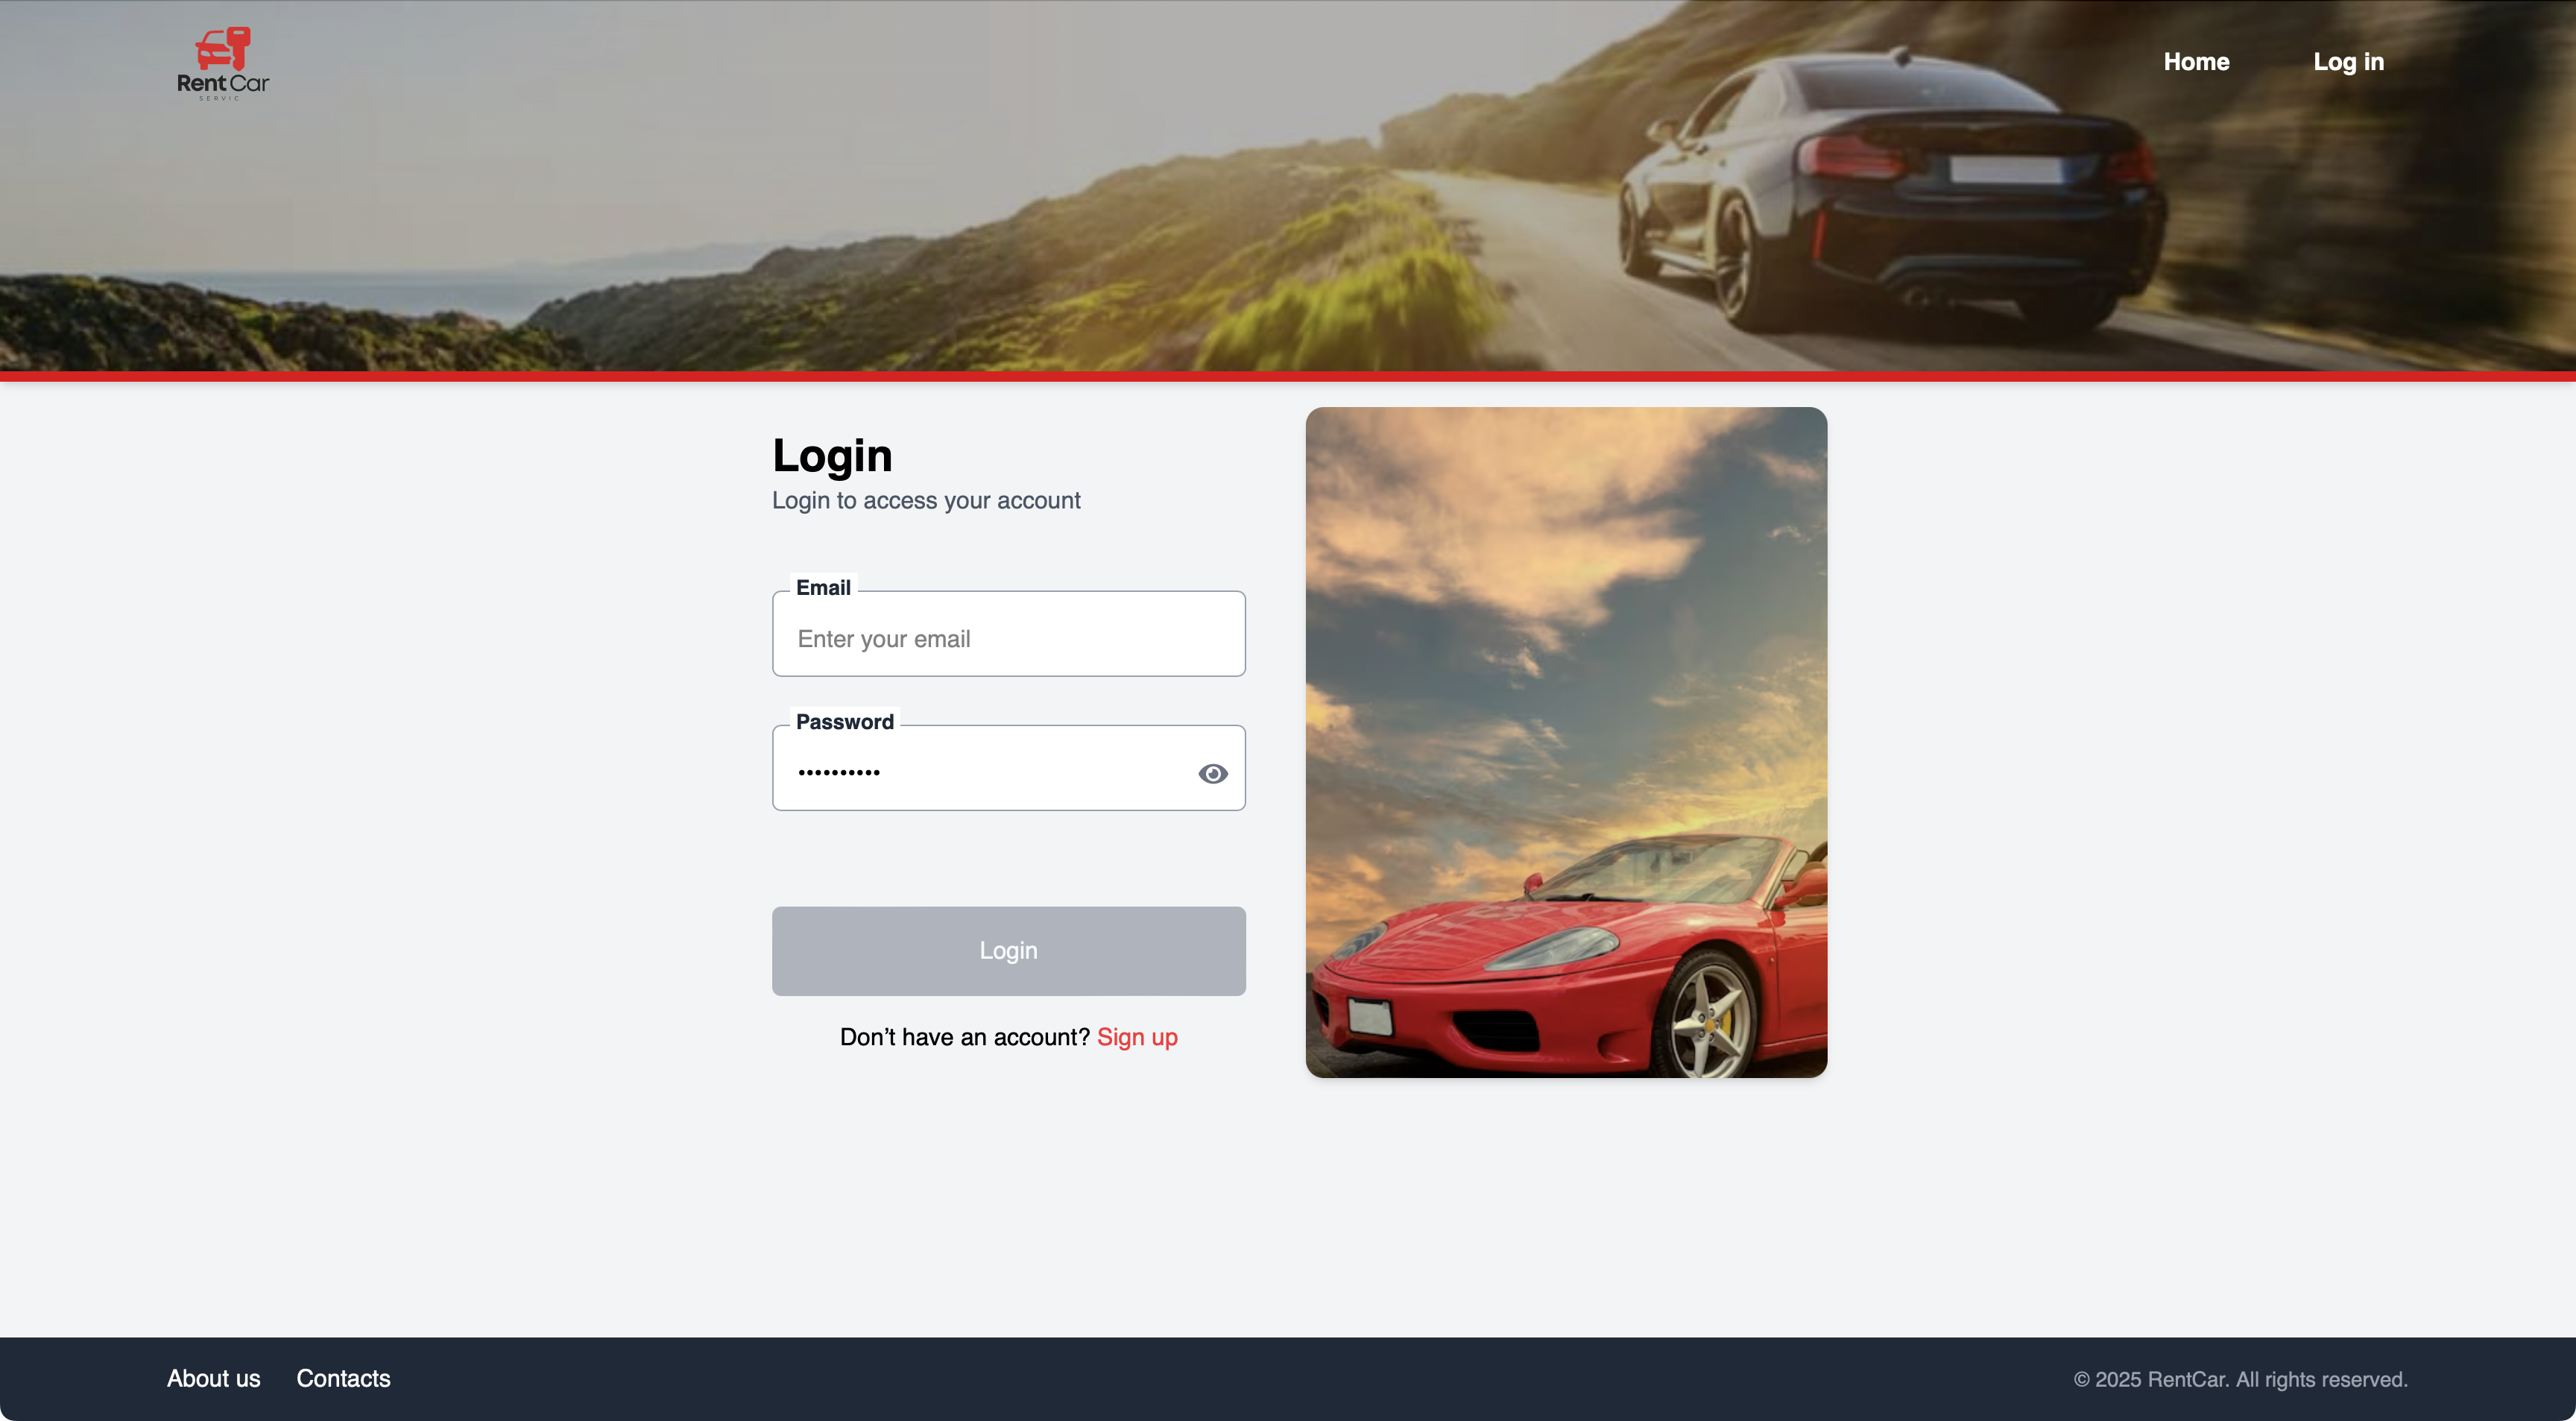 Rent Car
SERVIC
Home
Log in
Login
Login to access your account
Email
Enter your email
Password
••••••••••
Login
Don’t have an account? Sign up
About us
Contacts
© 2025 RentCar. All rights reserved.